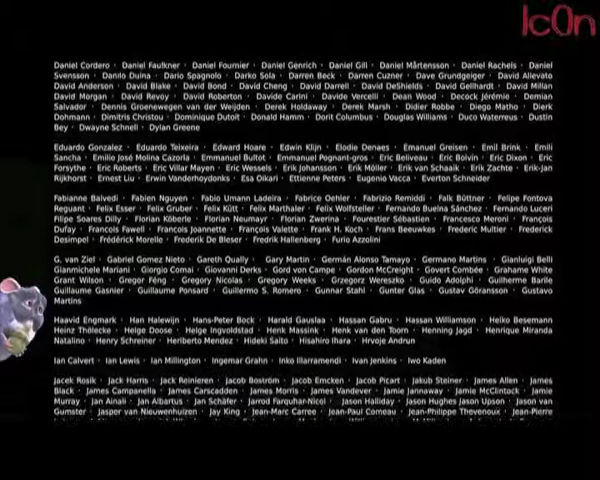 IcOn
Daniel Cordero · Daniel Faulkner · Daniel Fournier · Daniel Genrich · Daniel Gill · Daniel Mårtensson · Daniel Rachels · Daniel
Svensson · Danilo Duina · Dario Spagnolo · Darko Sola · Darren Beck · Darren Cuzner · Dave Grundgeiger · David Allevato
David Anderson · David Blake · David Bond · David Cheng · David Darrell · David DeShields · David Gellhardt · David Millan
David Morgan · David Revoy · David Roberton · Davide Carini · Davide Vercelli · Dean Wood · Decock Jérémie · Demian
Salvador · Dennis Groenewegen van der Weijden · Derek Holdaway · Derek Marsh · Didier Robbe · Diego Matho · Dierk
Dohmann · Dimitris Christou · Dominique Dutoit · Donald Hamm · Dorit Columbus · Douglas Williams · Duco Waterreus · Dustin
Bey · Dwayne Schnell · Dylan Greene
Eduardo Gonzalez · Eduardo Teixeira · Edward Hoare · Edwin Klijn · Elodie Denaes · Emanuel Greisen · Emil Brink · Emili
Sancha · Emilio José Molina Cazorla · Emmanuel Bultot · Emmanuel Pognant-gros · Eric Beliveau · Eric Boivin · Eric Dixon · Eric
Forsythe · Eric Roberts · Eric Villar Mayen · Eric Wessels · Erik Johansson · Erik Möller · Erik van Schaaik · Erik Zachte · Erik-Jan
Rijkhorst · Ernest Liu · Erwin Vanderhoydonks · Esa Oikari · Ettienne Peters · Eugenio Vacca · Everton Schneider
Fabianne Balvedi · Fabien Nguyen · Fabio Umann Ladeira · Fabrice Oehler · Fabrizio Remiddi · Falk Büttner · Felipe Fontova
Reguant · Felix Esser · Felix Gruber · Felix Kütt · Felix Marthaler · Felix Wolfsteller · Fernando Buelna Sánchez · Fernando Luceri
Filipe Soares Dilly · Florian Köberle · Florian Neumayr · Florian Zwerina · Fourestier Sébastien · Francesco Meroni · François
Dufay · Francois Fawell · Francois Joannette · François Valette · Frank H. Koch · Frans Beeuwkes · Frederic Multier · Frederick
Desimpel · Frédérick Morelle · Frederik De Bleser · Fredrik Hallenberg · Furio Azzolini
G. van Ziel · Gabriel Gomez Nieto · Gareth Qually · Gary Martin · Germán Alonso Tamayo · Germano Martins · Gianluigi Belli
Gianmichele Mariani · Giorgio Comai · Giovanni Derks · Gord von Campe · Gordon McCreight · Govert Combée · Grahame White
Grant Wilson · Gregor Féng · Gregory Nicolas · Gregory Weeks · Grzegorz Wereszko · Guido Adolphi · Guilherme Barile
Guillaume Gasnier · Guillaume Ponsard · Guillermo S. Romero · Gunnar Stahl · Gunter Glas · Gustav Göransson · Gustavo
Martins
Haavid Engmark · Han Halewijn · Hans-Peter Bock · Harald Gauslaa · Hassan Gabru · Hassan Williamson · Heiko Besemann
Heinz Thölecke · Helge Doose · Helge Ingvoldstad · Henk Massink · Henk van den Toorn · Henning Jagd · Henrique Miranda
Natalino · Henry Schreiner · Heriberto Mendez · Hideki Saito · Hisahiro Ihara · Hrvoje Andrun
Ian Calvert · Ian Lewis · Ian Millington · Ingemar Grahn · Inko Illarramendi · Ivan Jenkins · Iwo Kaden
Jacek Rosik · Jack Harris · Jack Reinieren · Jacob Boström · Jacob Emcken · Jacob Picart · Jakub Steiner · James Allen · James
Black · James Campanella · James Carscadden · James Morris · James Vandever · Jamie Jannaway · Jamie McClintock · Jamie
Murray · Jan Ainali · Jan Albartus · Jan Schäfer · Jarrod Farquhar-Nicol · Jason Halliday · Jason Hughes Jason Upson · Jason van
Gumster · Jasper van Nieuwenhuizen · Jay King · Jean-Marc Carree · Jean-Paul Comeau · Jean-Philippe Thevenoux · Jean-Pierre